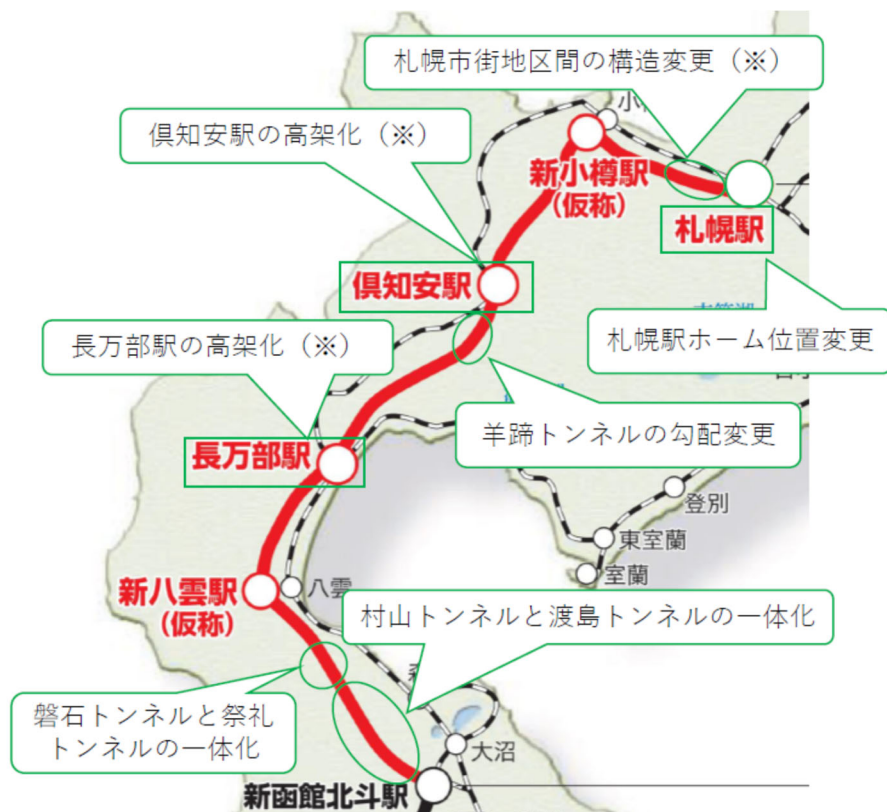 札幌市街地区間の構造変更（※）
倶知安駅の高架化（※）
新小樽駅
（仮称）
札幌駅
倶知安駅
長万部駅の高架化（※）
札幌駅ホーム位置変更
羊蹄トンネルの勾配変更
長万部駅
登別
東室蘭
室蘭
新八雲駅
（仮称）
八雲
村山トンネルと渡島トンネルの一体化
磐石トンネルと祭礼
トンネルの一体化
大沼
新函館北斗駅